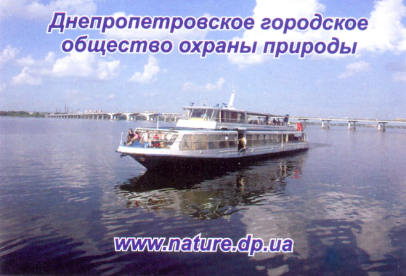 Днепропетровское городское
общество охраны природы
www.nature.dp.ua